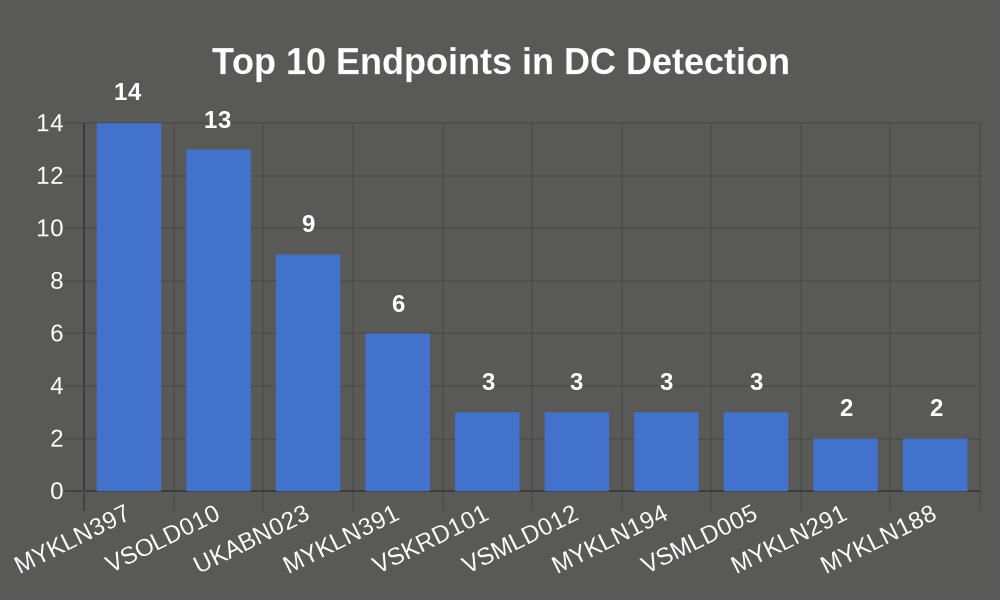 Top 10 Endpoints in DC Detection
14
13
9
6
3
3
3
3
2
2
14
12
10
8
6
4
2
0
MYKLN397
VSOLD010
UKABN023
MYKLN391
VSKRD101
VSMLD012
MYKLN194
VSMLD005
MYKLN291
MYKLN188